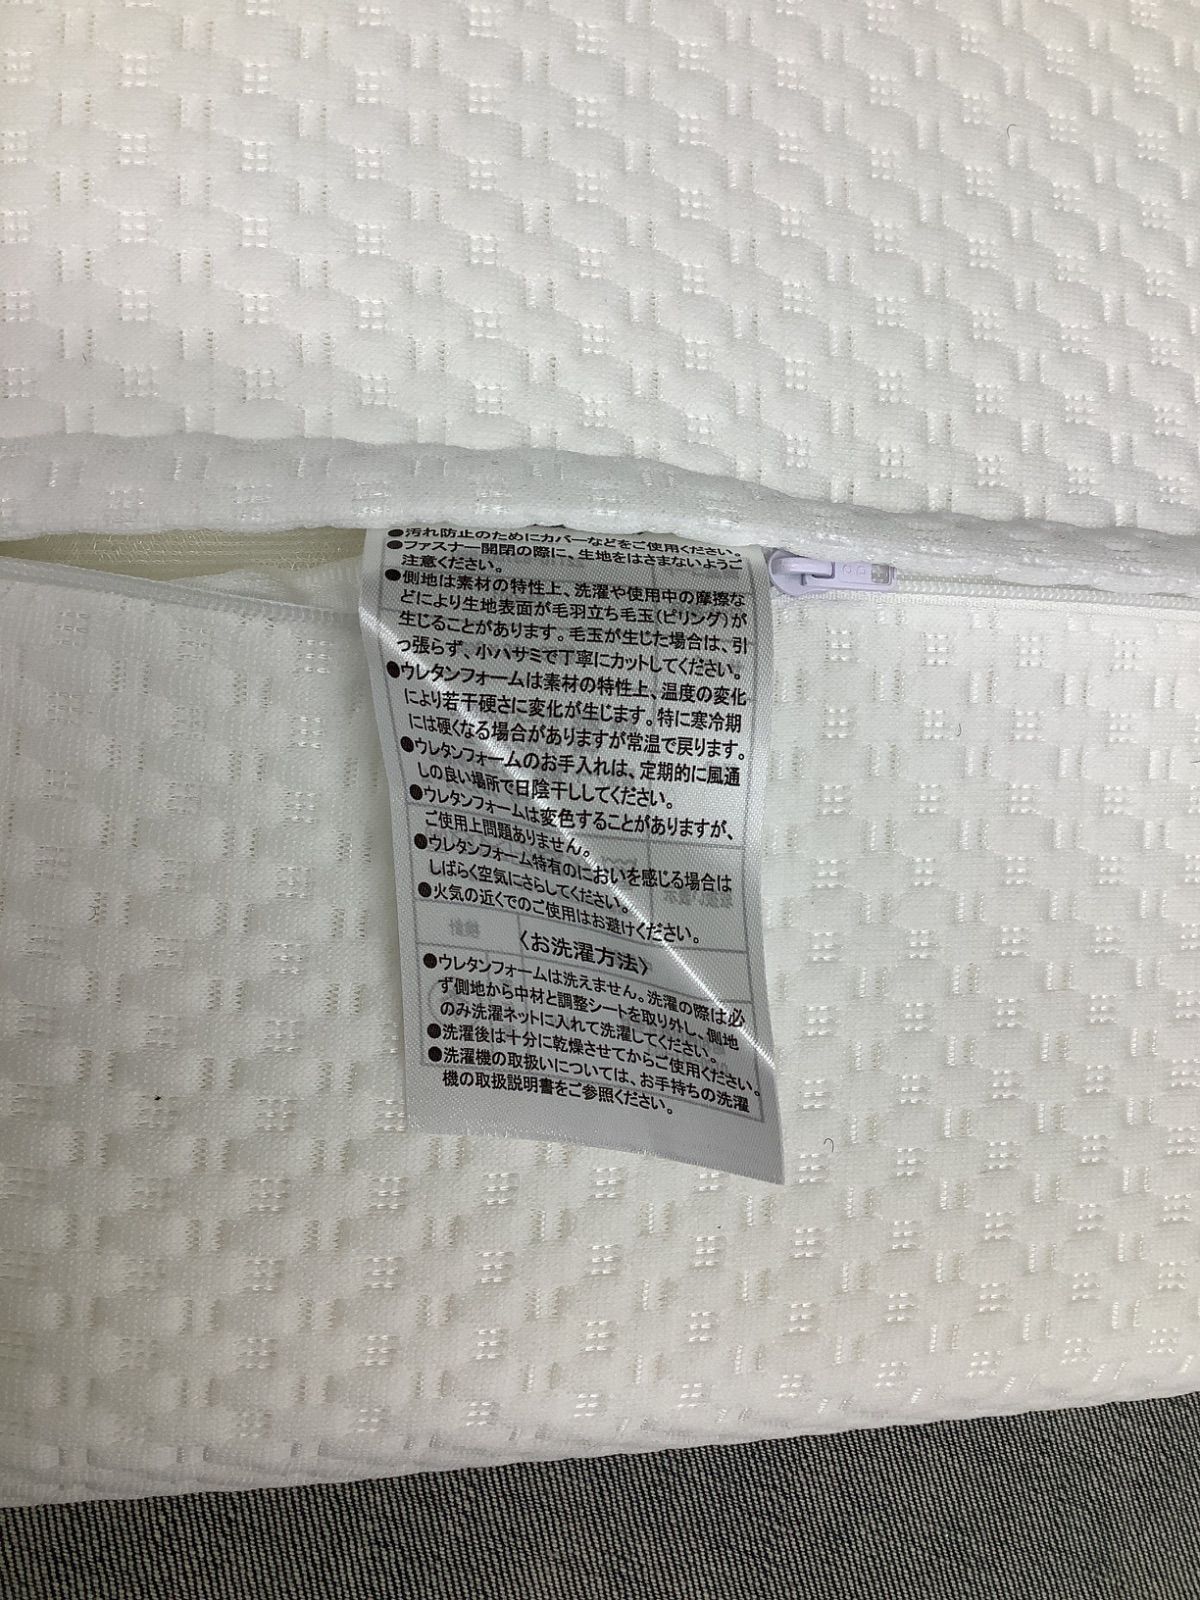 ●汚れ防止のためにカバーなどをご使用ください。
●ファスナー開閉の際に、生地をはさまないようご
注意ください。
●側地は素材の特性上、洗濯や使用中の摩擦な
どにより生地表面が毛羽立ち毛玉(ピリング)が
生じることがあります。毛玉が生じた場合は、引
っ張らず、小ハサミで丁寧にカットしてください。
●ウレタンフォームは素材の特性上、温度の変化
により若干硬さに変化が生じます。特に寒冷期
には硬くなる場合がありますが常温で戻ります。
●ウレタンフォームのお手入れは、定期的に風通
しの良い場所で日陰干ししてください。
●ウレタンフォームは変色することがありますが、
ご使用上問題ありません。
●ウレタンフォーム特有のにおいを感じる場合は
しばらく空気にさらしてください。
●火気の近くでのご使用はお避けください。
〈お洗濯方法〉
●ウレタンフォームは洗えません。洗濯の際は必
ず側地から中材と調整シートを取り外し、側地
のみ洗濯ネットに入れて洗濯してください。
●洗濯後は十分に乾燥させてからご使用ください。
●洗濯機の取扱いについては、お手持ちの洗濯
機の取扱説明書をご参照ください。